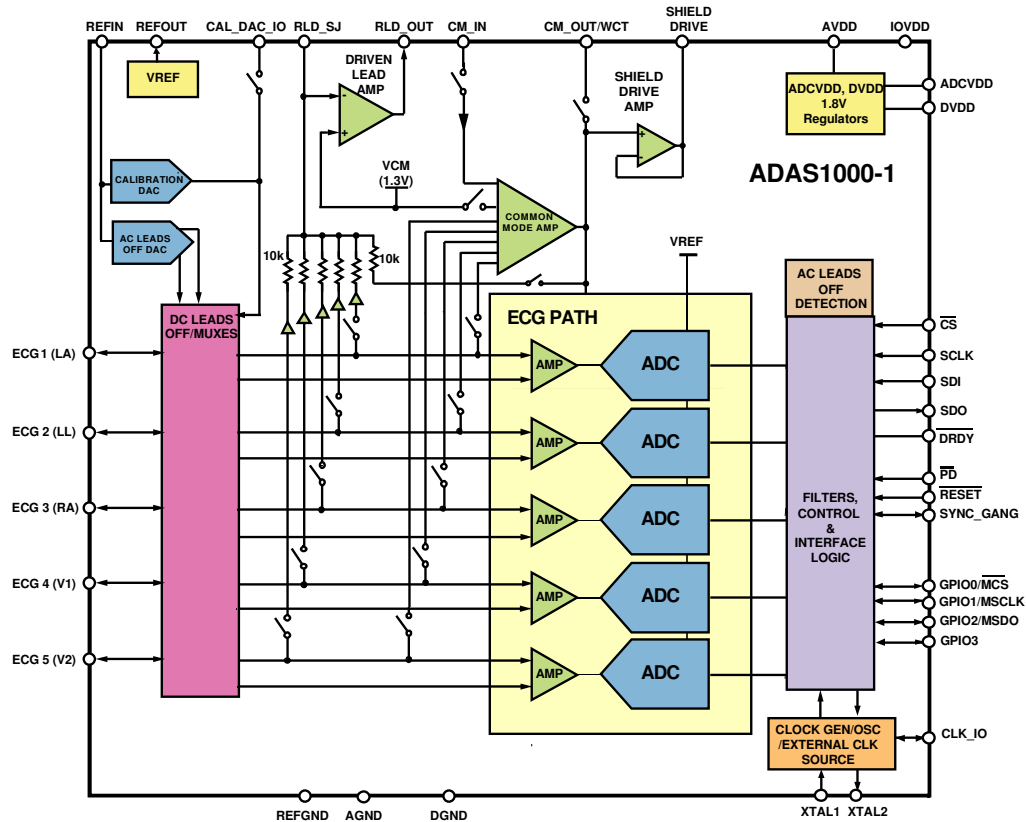 REFIN REFOUT CAL_DAC_IO RLD_SJ RLD_OUT CM_IN CM_OUT/WCT SHIELD DRIVE AVDD IOVDD
VREF
DRIVEN
LEAD
AMP
SHIELD
DRIVE
AMP
ADCVDD, DVDD
1.8V
Regulators
ADCVDD
DVDD
-
+
+
-
ADAS1000-1
VCM
(1.3V)
CALIBRATION
DAC
COMMON
MODE AMP
AC LEADS
OFF DAC
VREF
10k
10k
AC LEADS
OFF
DETECTION
DC LEADS
OFF/MUXES
ECG PATH
ECG 1 (LA)
ECG 2 (LL)
ECG 3 (RA)
ECG 4 (V1)
ECG 5 (V2)
AMP
ADC
AMP
ADC
AMP
ADC
AMP
ADC
AMP
ADC
FILTERS,
CONTROL
&
INTERFACE
LOGIC
CS
SCLK
SDI
SDO
DRDY
PD
RESET
SYNC_GANG
GPIO0/MCS
GPIO1/MSCLK
GPIO2/MSDO
GPIO3
CLOCK GEN/OSC
/EXTERNAL CLK
SOURCE
CLK_IO
REFGND AGND DGND
XTAL1 XTAL2